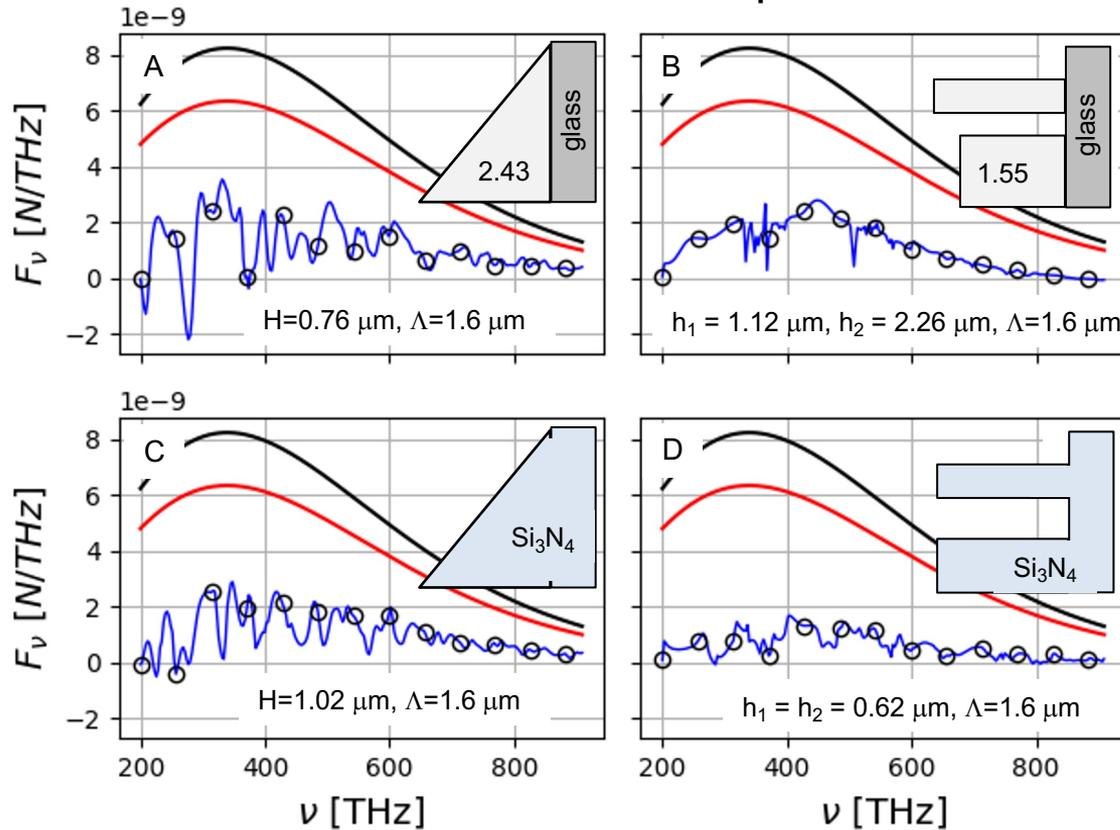 1e−9
A
B
8
6
4
2
0
−2
F_ν [N/THz]
glass
2.43
glass
1.55
H=0.76 μm, Λ=1.6 μm
h₁ = 1.12 μm, h₂ = 2.26 μm, Λ=1.6 μm
1e−9
C
D
8
6
4
2
0
−2
F_ν [N/THz]
Si₃N₄
Si₃N₄
H=1.02 μm, Λ=1.6 μm
h₁ = h₂ = 0.62 μm, Λ=1.6 μm
200 400 600 800
200 400 600 800
ν [THz]
ν [THz]